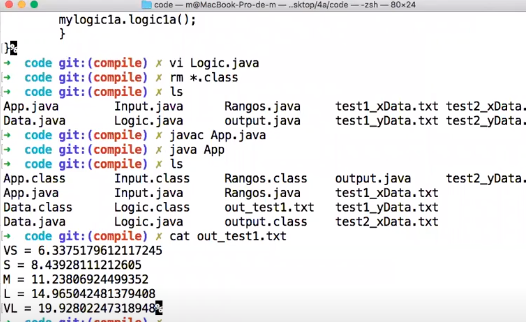 code — m@MacBook-Pro-de-m — ..sktop/4a/code — -zsh — 80×24
mylogic1a.logic1a();
}
}%
➜ code git:(compile) ✗ vi Logic.java
➜ code git:(compile) ✗ rm *.class
➜ code git:(compile) ✗ ls
App.java Input.java Rangos.java test1_xData.txt test2_xData
Data.java Logic.java output.java test1_yData.txt test2_yData
➜ code git:(compile) ✗ javac App.java
➜ code git:(compile) ✗ java App
➜ code git:(compile) ✗ ls
App.class Input.class Rangos.class output.java test2_yData
App.java Input.java Rangos.java test1_xData.txt
Data.class Logic.class out_test1.txt test1_yData.txt
Data.java Logic.java output.class test2_xData.txt
➜ code git:(compile) ✗ cat out_test1.txt
VS = 6.3375179612117245
S = 8.43928111212605
M = 11.23806924499352
L = 14.965042481379408
VL = 19.92802247318948%